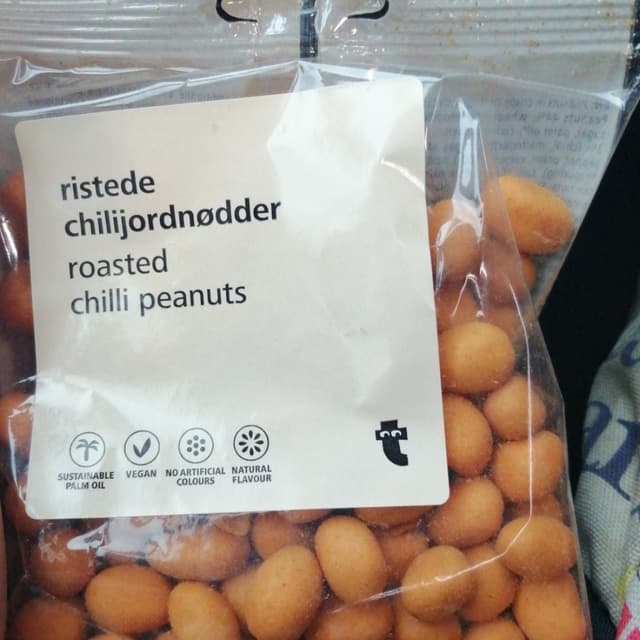 ristede
chilijordnødder
roasted
chilli peanuts
SUSTAINABLE
PALM OIL
VEGAN
NO ARTIFICIAL
COLOURS
NATURAL
FLAVOUR